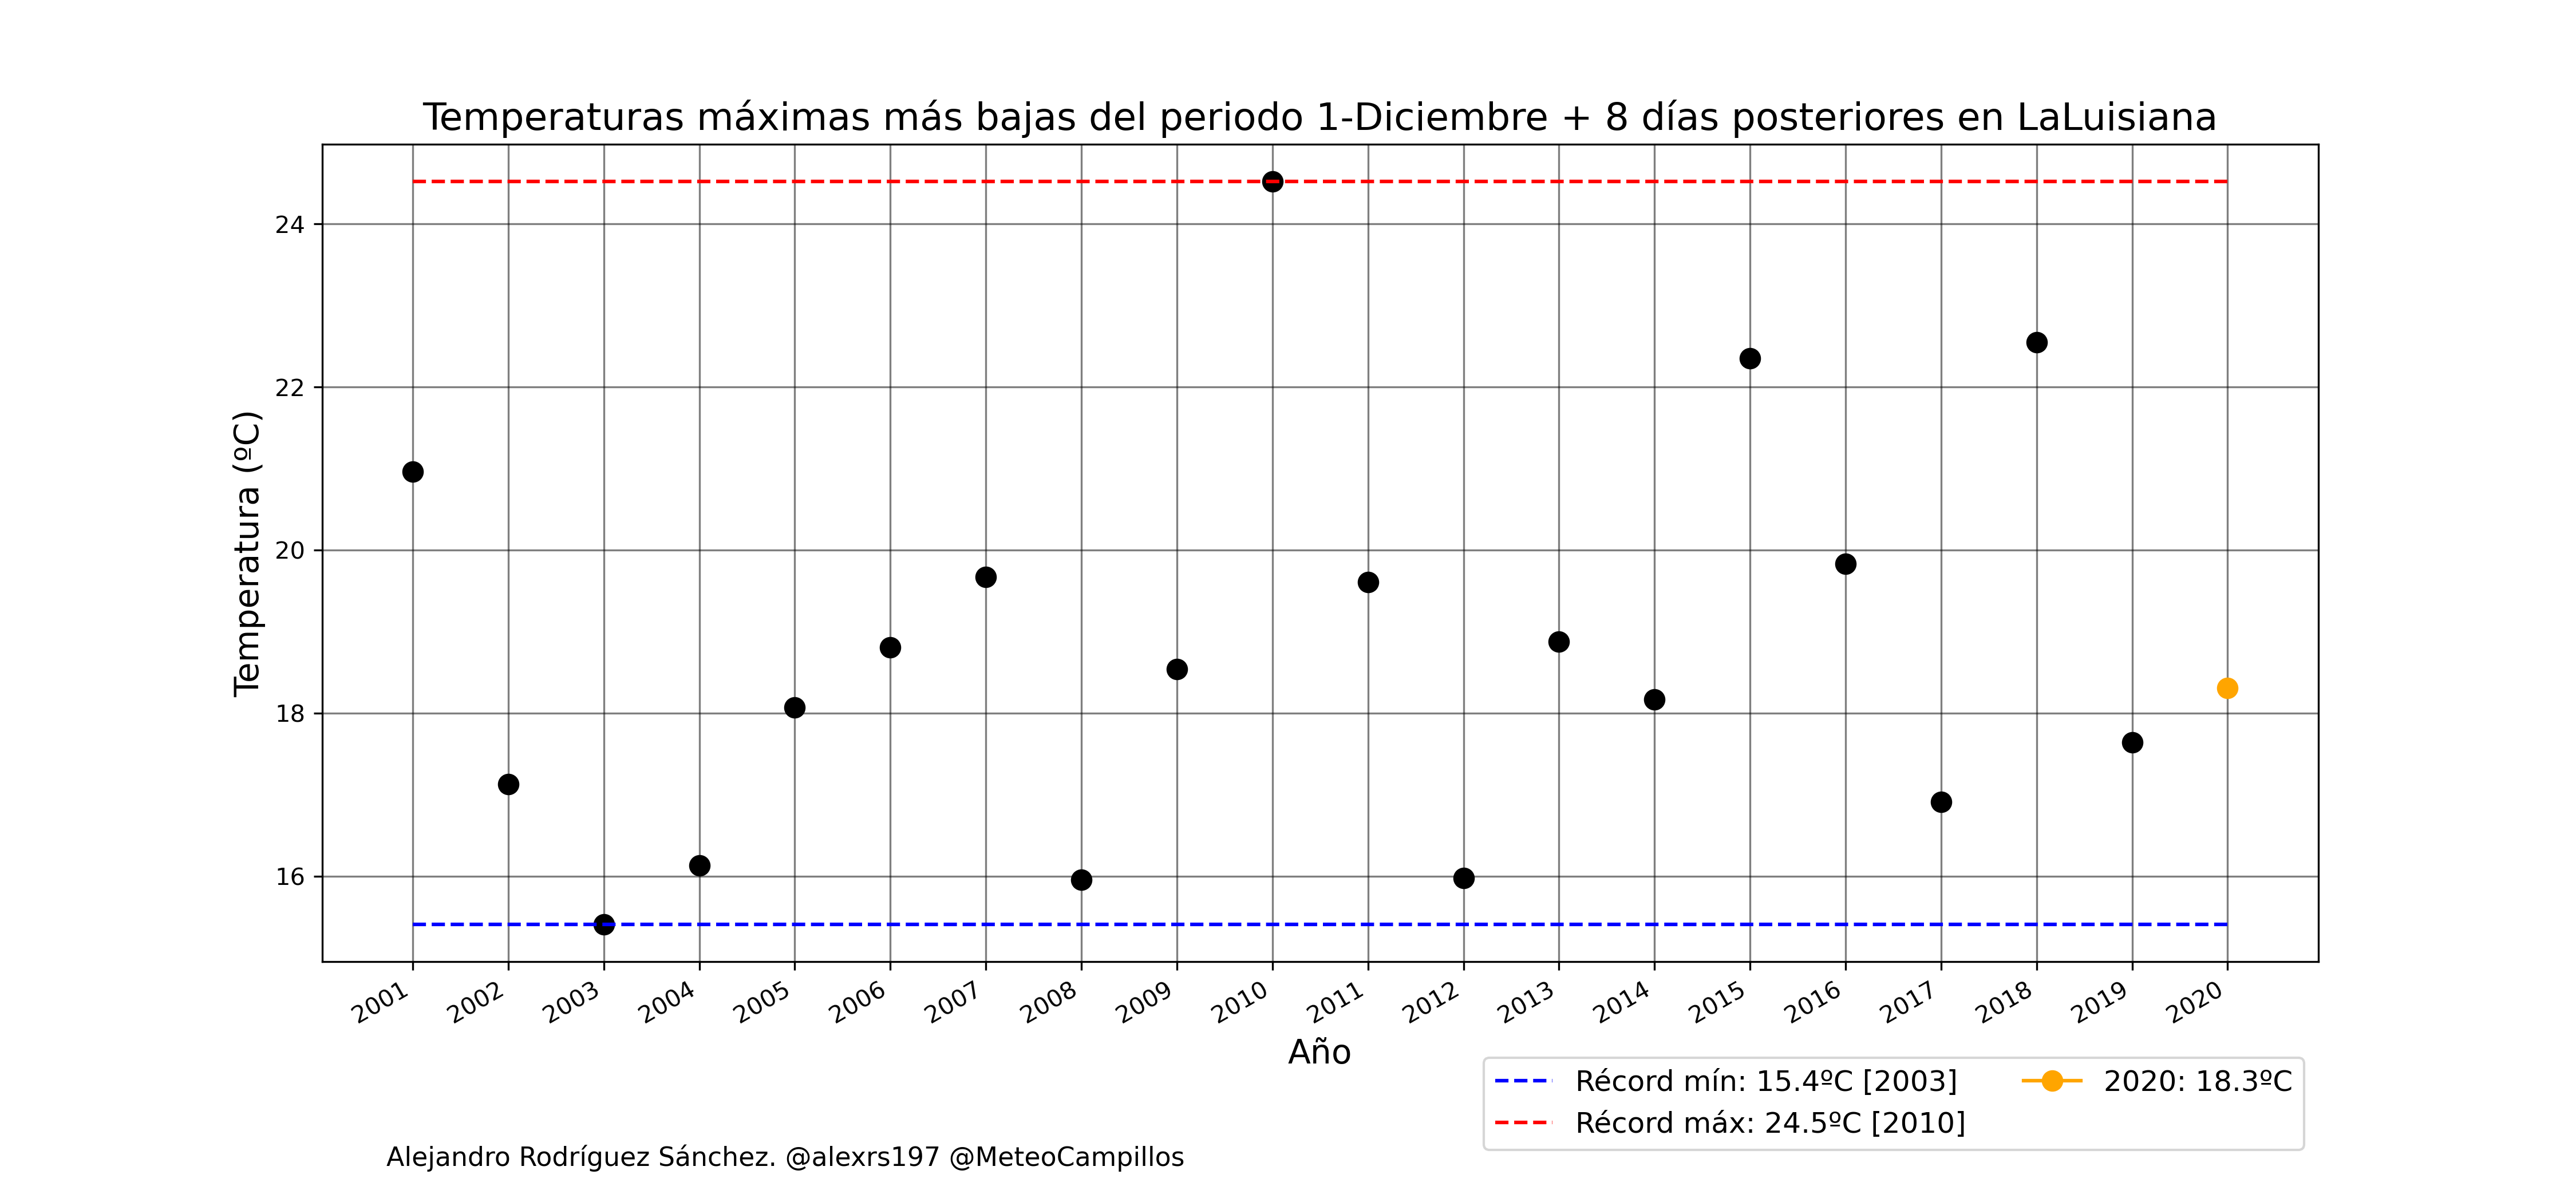 Temperaturas máximas más bajas del periodo 1-Diciembre + 8 días posteriores en LaLuisiana
Temperatura (ºC)
24
22
20
18
16
2001 2002 2003 2004 2005 2006 2007 2008 2009 2010 2011 2012 2013 2014 2015 2016 2017 2018 2019 2020
Año
Récord mín: 15.4ºC [2003]
Récord máx: 24.5ºC [2010]
2020: 18.3ºC
Alejandro Rodríguez Sánchez. @alexrs197 @MeteoCampillos